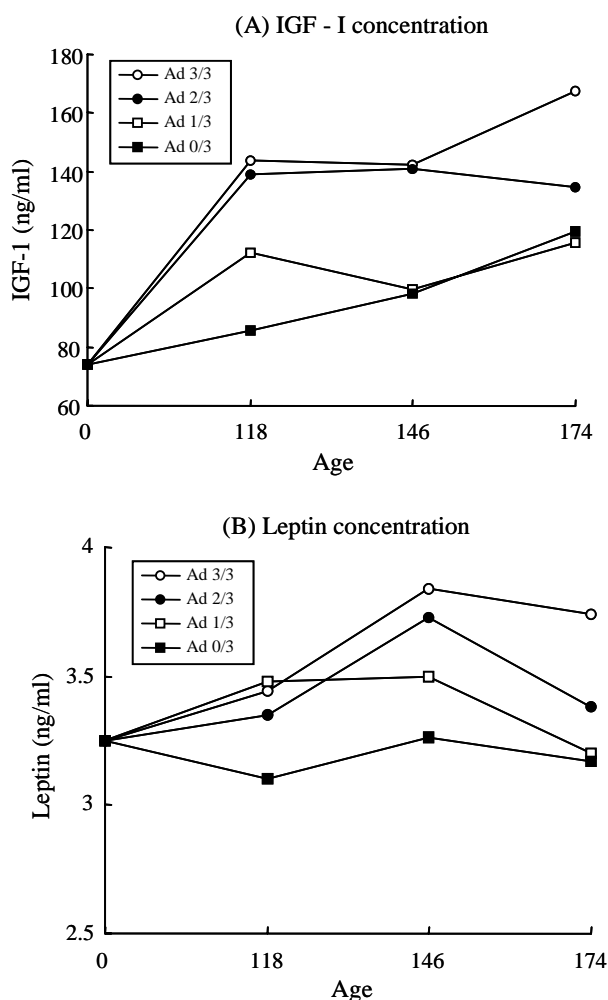 (A) IGF - I concentration
180
160
140
120
100
80
60
IGF-1 (ng/ml)
Ad 3/3
Ad 2/3
Ad 1/3
Ad 0/3
0 118 146 174
Age
(B) Leptin concentration
4
3.5
3
2.5
Leptin (ng/ml)
Ad 3/3
Ad 2/3
Ad 1/3
Ad 0/3
0 118 146 174
Age